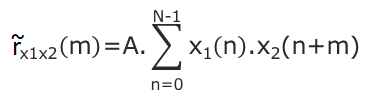 r̃x1x2(m)=A. N-1 ∑ n=0 x1(n).x2(n+m)